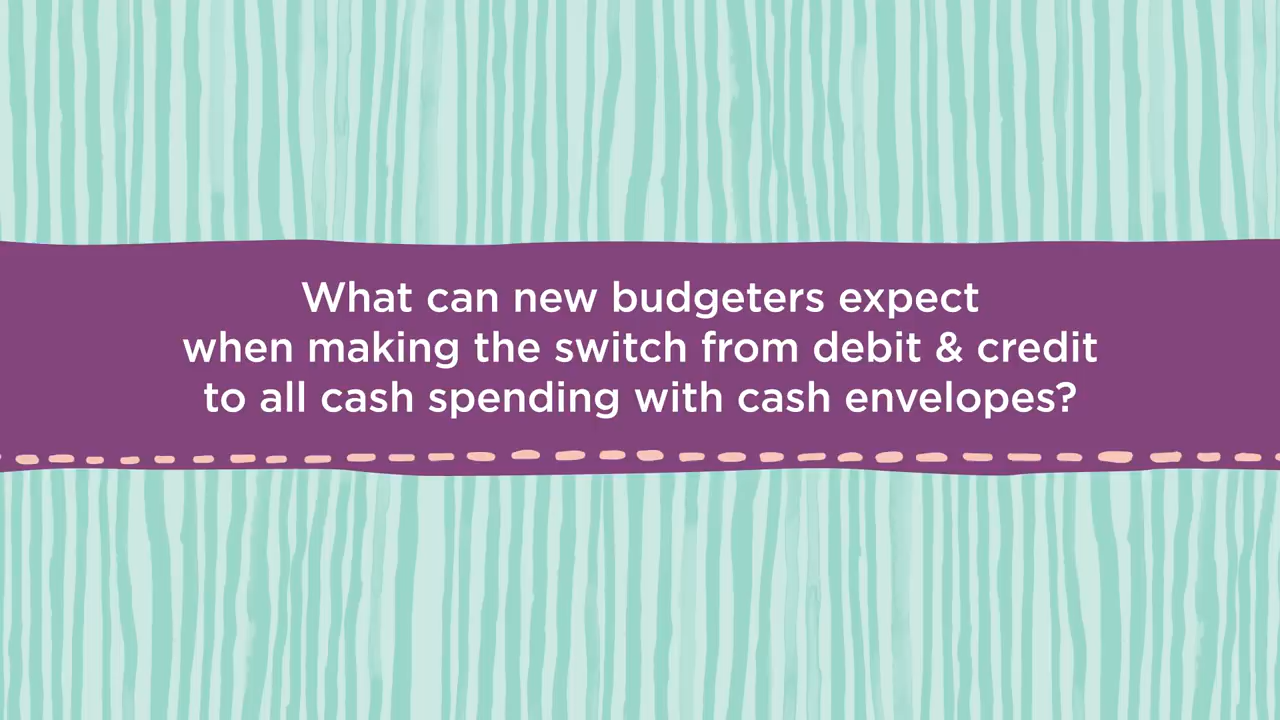 What can new budgeters expect
when making the switch from debit & credit
to all cash spending with cash envelopes?